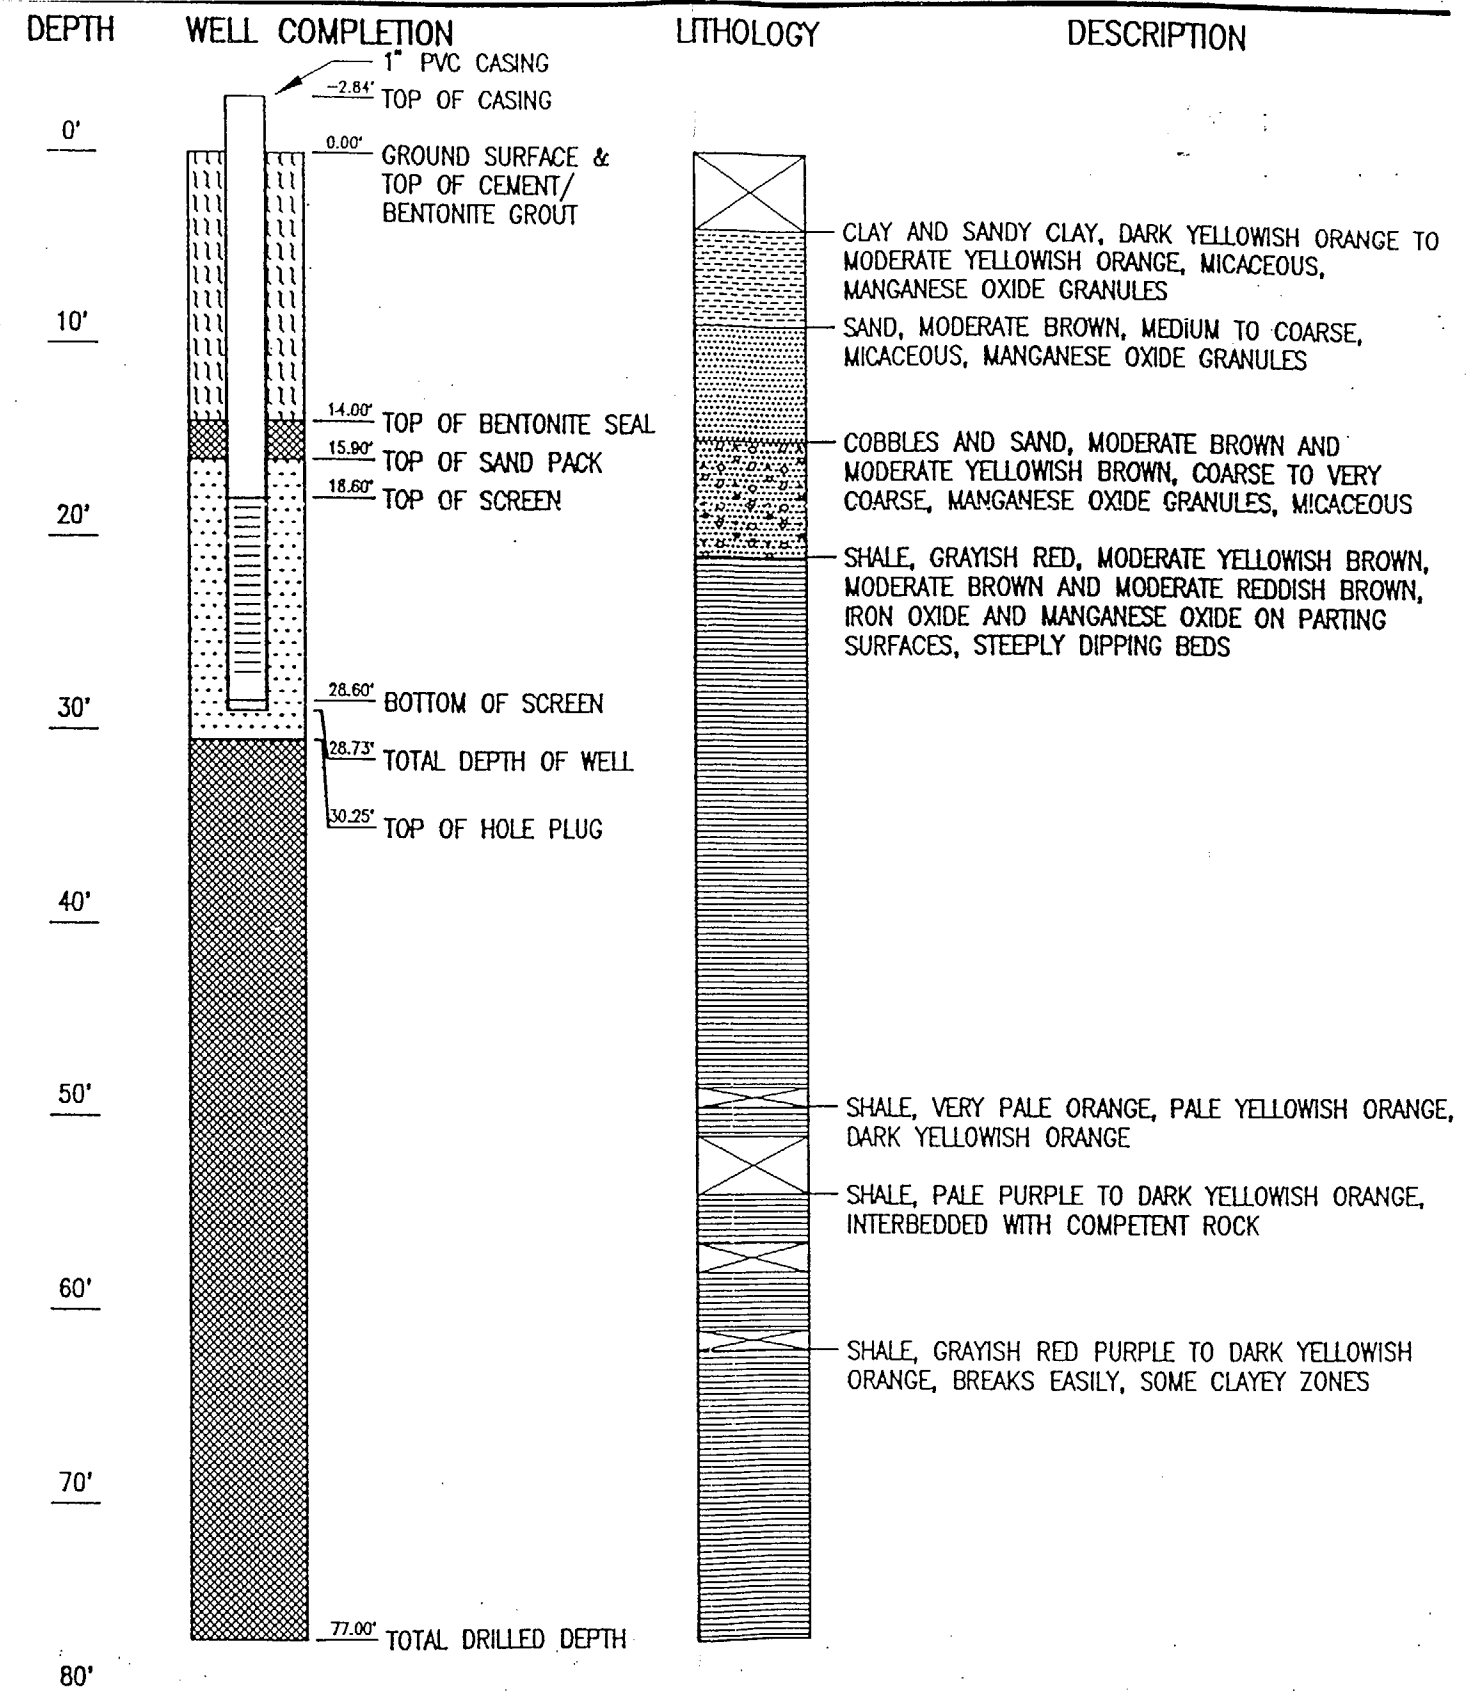 DEPTH WELL COMPLETION LITHOLOGY DESCRIPTION
1" PVC CASING
-2.84' TOP OF CASING
0'
0.00' GROUND SURFACE &
TOP OF CEMENT/
BENTONITE GROUT
CLAY AND SANDY CLAY, DARK YELLOWISH ORANGE TO
MODERATE YELLOWISH ORANGE, MICACEOUS,
MANGANESE OXIDE GRANULES
10'
SAND, MODERATE BROWN, MEDIUM TO COARSE,
MICACEOUS, MANGANESE OXIDE GRANULES
14.00' TOP OF BENTONITE SEAL
15.90' TOP OF SAND PACK
18.60' TOP OF SCREEN
COBBLES AND SAND, MODERATE BROWN AND
MODERATE YELLOWISH BROWN, COARSE TO VERY
COARSE, MANGANESE OXIDE GRANULES, MICACEOUS
20'
SHALE, GRAYISH RED, MODERATE YELLOWISH BROWN,
MODERATE BROWN AND MODERATE REDDISH BROWN,
IRON OXIDE AND MANGANESE OXIDE ON PARTING
SURFACES, STEEPLY DIPPING BEDS
28.60' BOTTOM OF SCREEN
30'
28.73' TOTAL DEPTH OF WELL
30.25' TOP OF HOLE PLUG
40'
50'
SHALE, VERY PALE ORANGE, PALE YELLOWISH ORANGE,
DARK YELLOWISH ORANGE
SHALE, PALE PURPLE TO DARK YELLOWISH ORANGE,
INTERBEDDED WITH COMPETENT ROCK
60'
SHALE, GRAYISH RED PURPLE TO DARK YELLOWISH
ORANGE, BREAKS EASILY, SOME CLAYEY ZONES
70'
77.00' TOTAL DRILLED DEPTH
80'